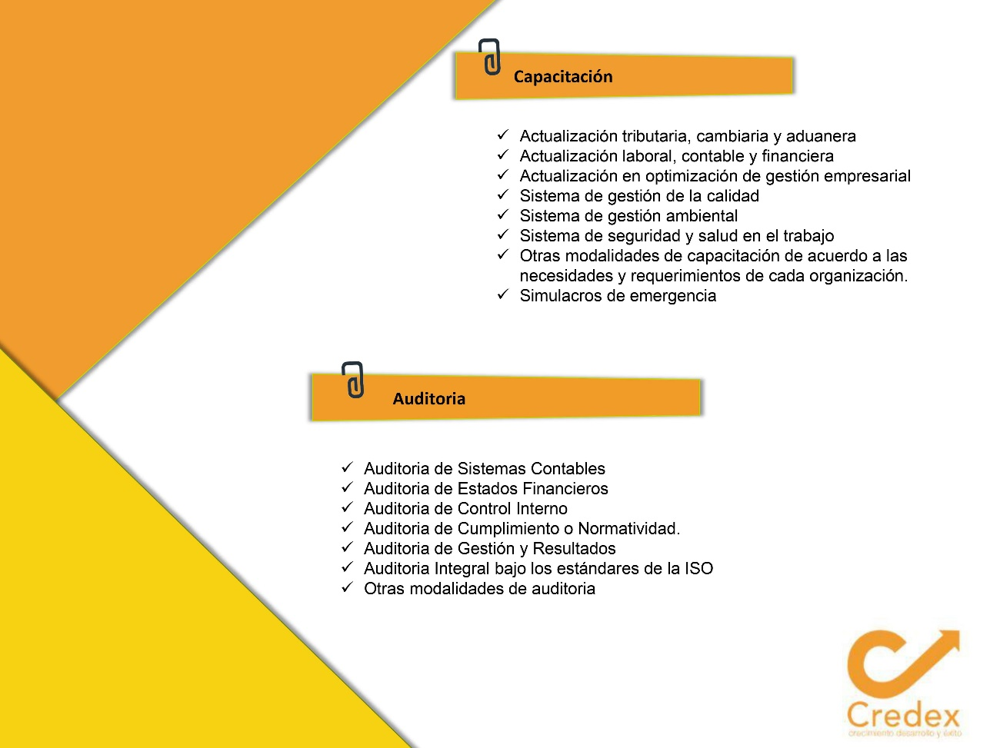 Capacitación
✓ Actualización tributaria, cambiaria y aduanera
✓ Actualización laboral, contable y financiera
✓ Actualización en optimización de gestión empresarial
✓ Sistema de gestión de la calidad
✓ Sistema de gestión ambiental
✓ Sistema de seguridad y salud en el trabajo
✓ Otras modalidades de capacitación de acuerdo a las
necesidades y requerimientos de cada organización.
✓ Simulacros de emergencia
Auditoria
✓ Auditoria de Sistemas Contables
✓ Auditoria de Estados Financieros
✓ Auditoria de Control Interno
✓ Auditoria de Cumplimiento o Normatividad.
✓ Auditoria de Gestión y Resultados
✓ Auditoria Integral bajo los estándares de la ISO
✓ Otras modalidades de auditoria
Credex
crecimiento desarrollo y éxito